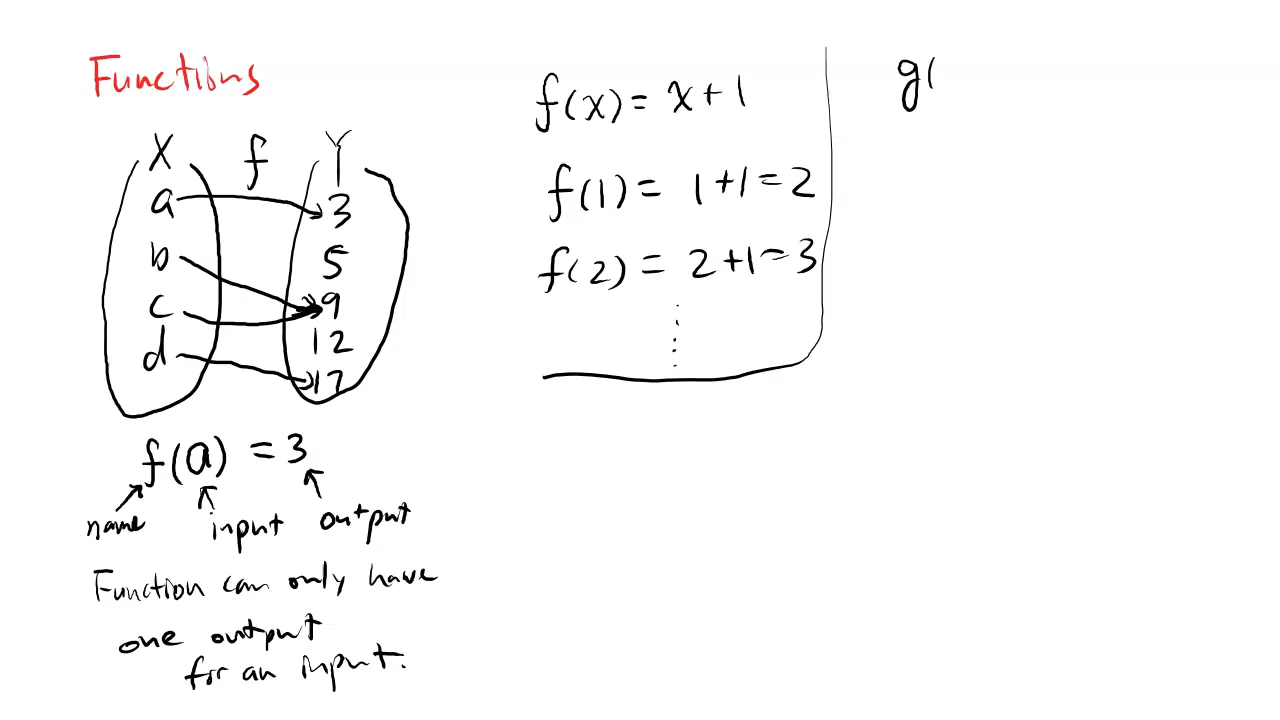 Functions
X f Y
a 3
b 5
c 9
d 12
17
f(a) = 3
name input output
Function can only have
one output
for an input.
f(x) = x+1
f(1) = 1+1=2
f(2) = 2+1=3
g(